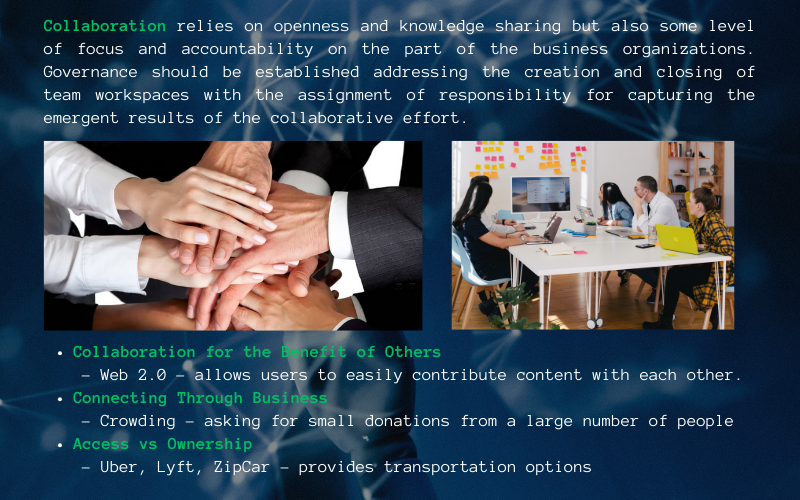 Collaboration relies on openness and knowledge sharing but also some level
of focus and accountability on the part of the business organizations.
Governance should be established addressing the creation and closing of
team workspaces with the assignment of responsibility for capturing the
emergent results of the collaborative effort.
• Collaboration for the Benefit of Others
– Web 2.0 – allows users to easily contribute content with each other.
• Connecting Through Business
– Crowding – asking for small donations from a large number of people
• Access vs Ownership
– Uber, Lyft, ZipCar – provides transportation options